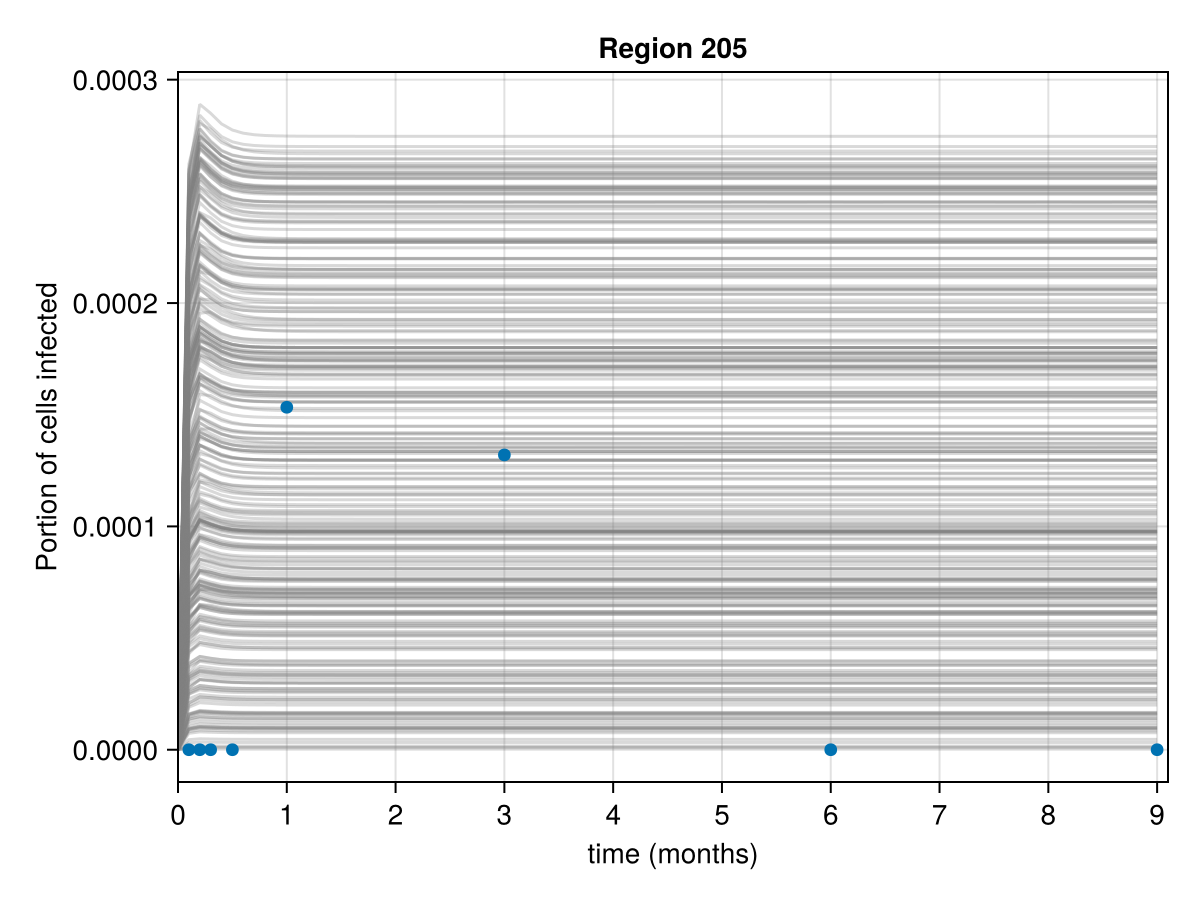 Region 205
0.0003
0.0002
0.0001
0.0000
Portion of cells infected
0 1 2 3 4 5 6 7 8 9
time (months)